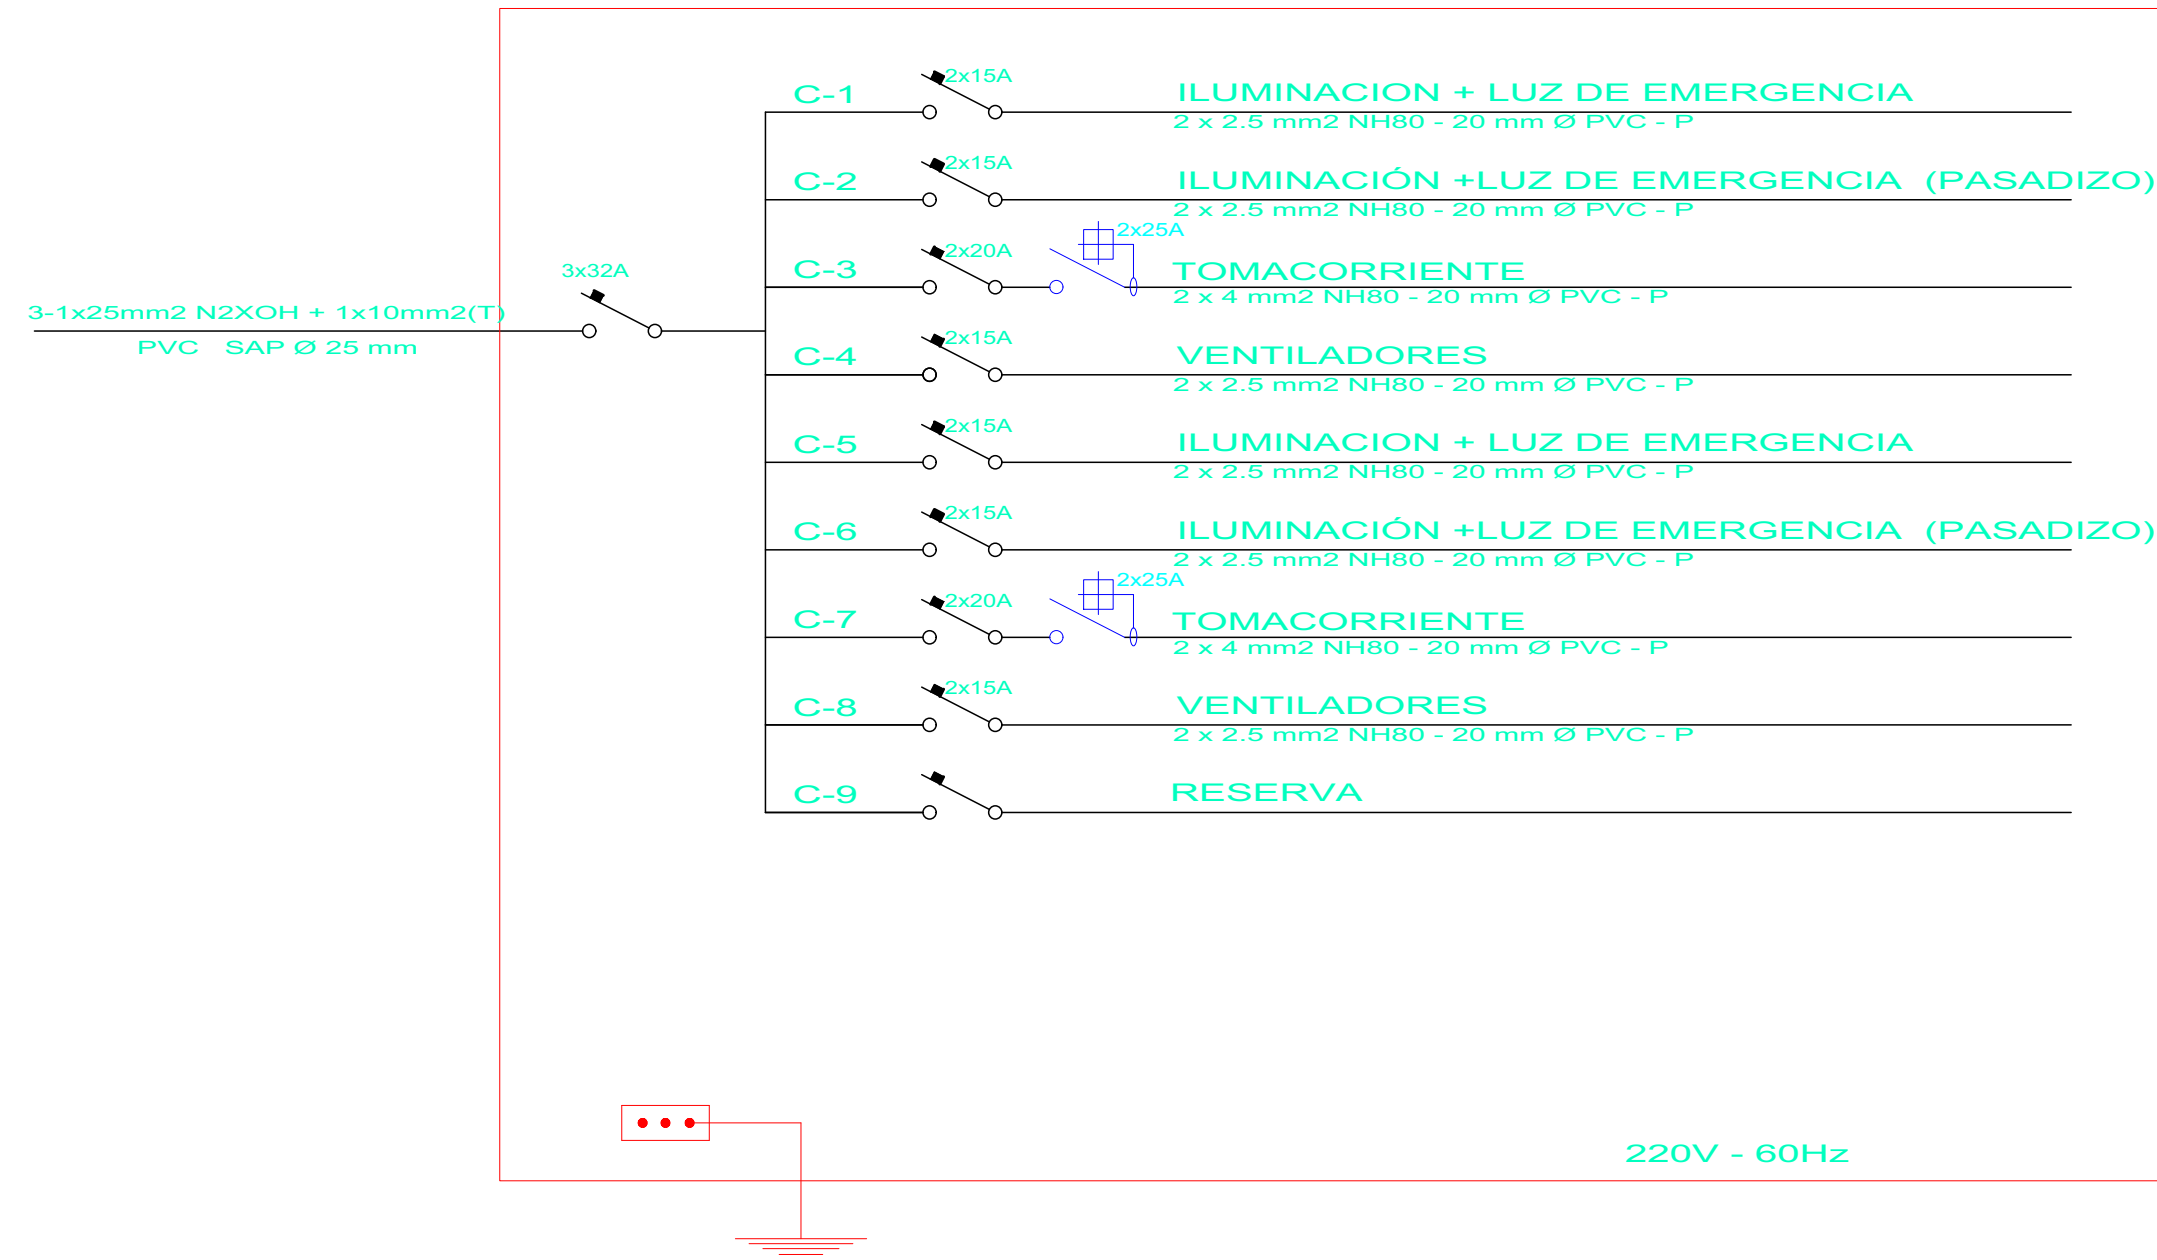 C-1 2x15A ILUMINACION + LUZ DE EMERGENCIA
2 x 2.5 mm2 NH80 - 20 mm Ø PVC - P
C-2 2x15A ILUMINACIÓN +LUZ DE EMERGENCIA (PASADIZO)
2 x 2.5 mm2 NH80 - 20 mm Ø PVC - P
C-3 2x20A 2x25A TOMACORRIENTE
2 x 4 mm2 NH80 - 20 mm Ø PVC - P
3x32A
3-1x25mm2 N2XOH + 1x10mm2(T)
PVC SAP Ø 25 mm
C-4 2x15A VENTILADORES
2 x 2.5 mm2 NH80 - 20 mm Ø PVC - P
C-5 2x15A ILUMINACION + LUZ DE EMERGENCIA
2 x 2.5 mm2 NH80 - 20 mm Ø PVC - P
C-6 2x15A ILUMINACIÓN +LUZ DE EMERGENCIA (PASADIZO)
2 x 2.5 mm2 NH80 - 20 mm Ø PVC - P
C-7 2x20A 2x25A TOMACORRIENTE
2 x 4 mm2 NH80 - 20 mm Ø PVC - P
C-8 2x15A VENTILADORES
2 x 2.5 mm2 NH80 - 20 mm Ø PVC - P
C-9 RESERVA
220V - 60Hz